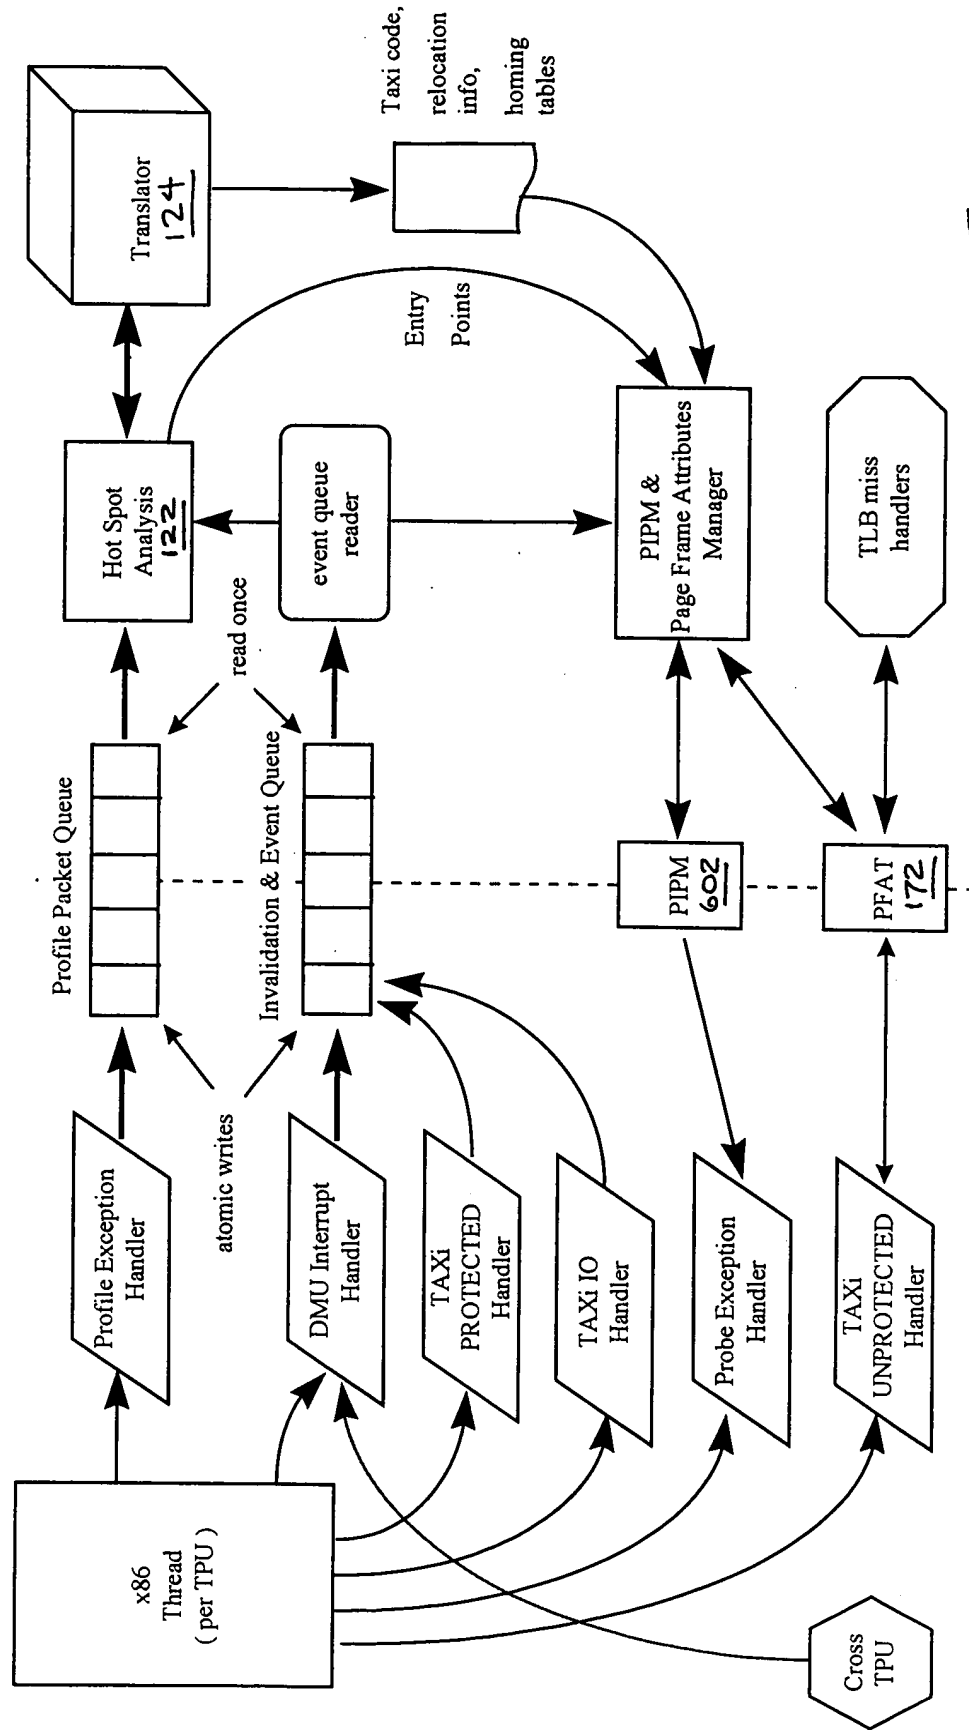 x86
Thread
( per TPU )
Cross
TPU
Profile Exception
Handler
DMU Interrupt
Handler
TAXi
PROTECTED
Handler
TAXi IO
Handler
Probe Exception
Handler
TAXi
UNPROTECTED
Handler
atomic writes
Profile Packet Queue
Invalidation & Event Queue
PIPM
602
PFAT
172
read once
Hot Spot
Analysis
122
event queue
reader
PIPM &
Page Frame Attributes
Manager
TLB miss
handlers
Entry
Points
Translator
124
Taxi code,
relocation
info,
homing
tables